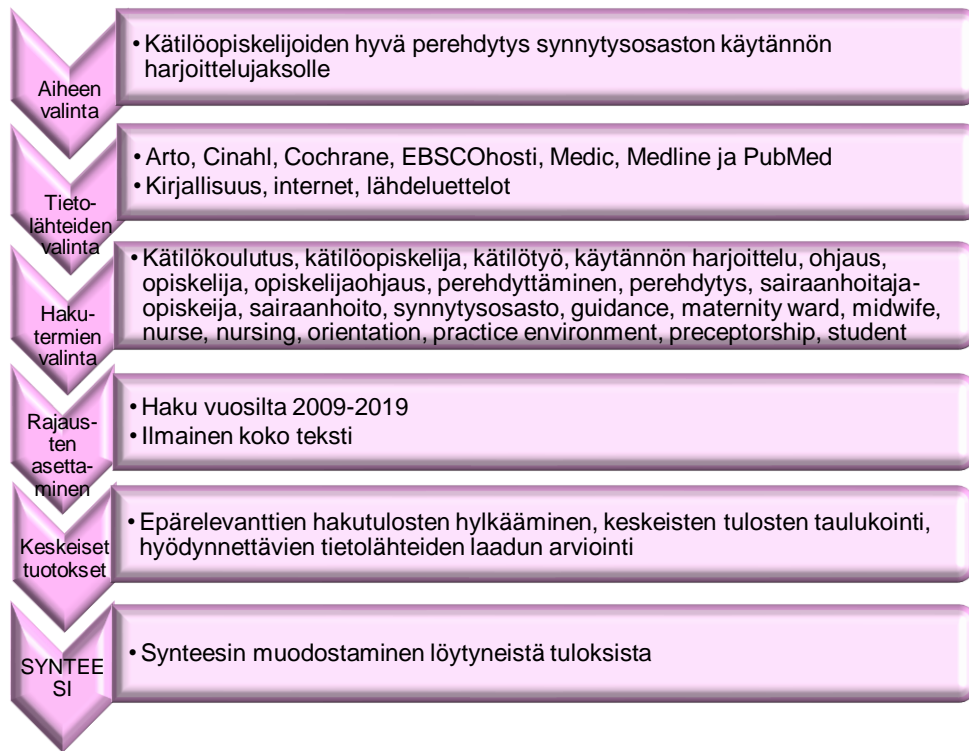 Aiheen
valinta
• Kätilöopiskelijoiden hyvä perehdytys synnytysosaston käytännön
harjoittelujaksolle
Tieto-
lähteiden
valinta
• Arto, Cinahl, Cochrane, EBSCOhosti, Medic, Medline ja PubMed
• Kirjallisuus, internet, lähdeluettelot
Haku-
termien
valinta
• Kätilökoulutus, kätilöopiskelija, kätilötyö, käytännön harjoittelu, ohjaus,
opiskelija, opiskelijaohjaus, perehdyttäminen, perehdytys, sairaanhoitaja-
opiskeija, sairaanhoito, synnytysosasto, guidance, maternity ward, midwife,
nurse, nursing, orientation, practice environment, preceptorship, student
Rajaus-
ten
asetta-
minen
• Haku vuosilta 2009-2019
• Ilmainen koko teksti
Keskeiset
tuotokset
• Epärelevanttien hakutulosten hylkääminen, keskeisten tulosten taulukointi,
hyödynnettävien tietolähteiden laadun arviointi
SYNTEE
SI
• Synteesin muodostaminen löytyneistä tuloksista